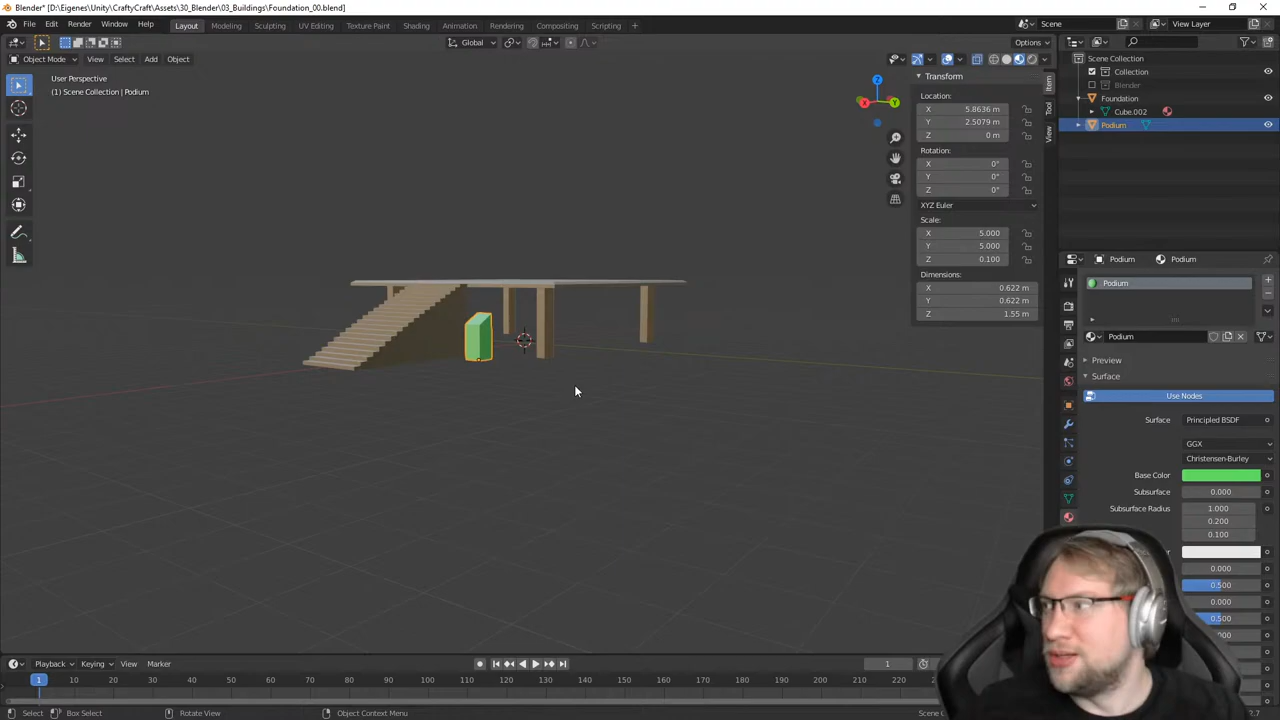 Blender* [D:\Eigenes\Unity\CraftyCraft\Assets\30_Blender\03_Buildings\Foundation_00.blend]
File Edit Render Window Help Layout Modeling Sculpting UV Editing Texture Paint Shading Animation Rendering Compositing Scripting + Scene View Layer
Global Options
Object Mode View Select Add Object
User Perspective
(1) Scene Collection | Podium
X Y Z
Transform
Location:
X 5.8636 m
Y 2.5079 m
Z 0 m
Rotation:
X 0°
Y 0°
Z 0°
XYZ Euler
Scale:
X 5.000
Y 5.000
Z 0.100
Dimensions:
X 0.622 m
Y 0.622 m
Z 1.55 m
Item
Tool
View
Scene Collection
Collection
Blender
Foundation
Cube.002
Podium
Podium Podium
Podium
Podium
Preview
Surface
Use Nodes
Surface Principled BSDF
GGX
Christensen-Burley
Base Color
Subsurface 0.000
Subsurface Radius 1.000
0.200
0.100
0.000
0.500
0.000
0.500
Playback Keying View Marker 1
1 10 20 30 40 50 60 70 80 90 100 110 120 130 140 150 160 170 180 190 200 210 220
Select Box Select Rotate View Object Context Menu